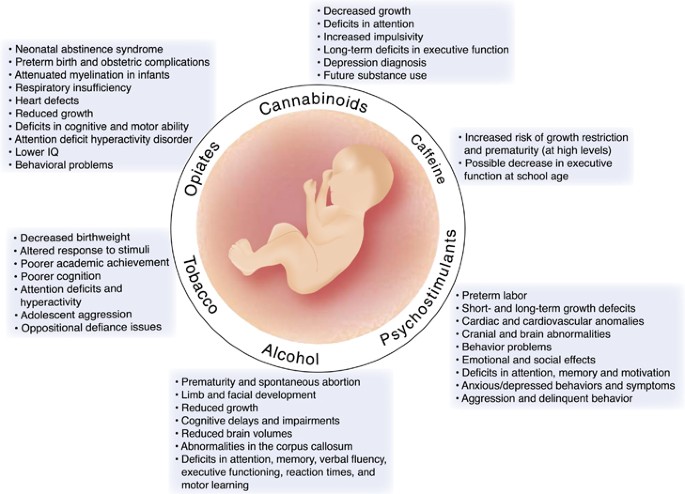 • Decreased growth
• Deficits in attention
• Increased impulsivity
• Long-term deficits in executive function
• Depression diagnosis
• Future substance use
• Neonatal abstinence syndrome
• Preterm birth and obstetric complications
• Attenuated myelination in infants
• Respiratory insufficiency
• Heart defects
• Reduced growth
• Deficits in cognitive and motor ability
• Attention deficit hyperactivity disorder
• Lower IQ
• Behavioral problems
Cannabinoids
Caffeine
• Increased risk of growth restriction
and prematurity (at high levels)
• Possible decrease in executive
function at school age
Opiates
• Decreased birthweight
• Altered response to stimuli
• Poorer academic achievement
• Poorer cognition
• Attention deficits and
hyperactivity
• Adolescent aggression
• Oppositional defiance issues
Tobacco
Psychostimulants
• Preterm labor
• Short- and long-term growth defecits
• Cardiac and cardiovascular anomalies
• Cranial and brain abnormalities
• Behavior problems
• Emotional and social effects
• Deficits in attention, memory and motivation
• Anxious/depressed behaviors and symptoms
• Aggression and delinquent behavior
Alcohol
• Prematurity and spontaneous abortion
• Limb and facial development
• Reduced growth
• Cognitive delays and impairments
• Reduced brain volumes
• Abnormalities in the corpus callosum
• Deficits in attention, memory, verbal fluency,
executive functioning, reaction times, and
motor learning